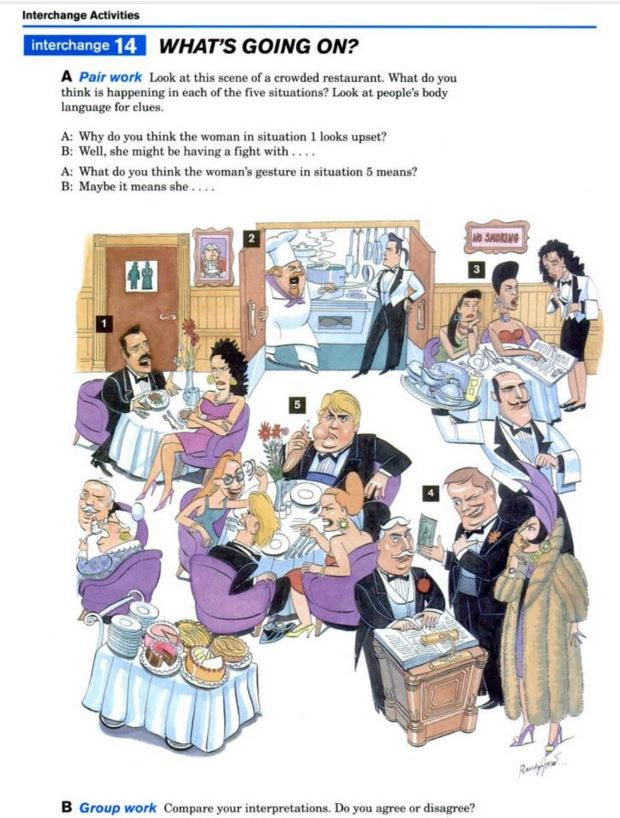 Interchange Activities
interchange 14 WHAT'S GOING ON?
A Pair work Look at this scene of a crowded restaurant. What do you
think is happening in each of the five situations? Look at people's body
language for clues.
A: Why do you think the woman in situation 1 looks upset?
B: Well, she might be having a fight with . . . .
A: What do you think the woman's gesture in situation 5 means?
B: Maybe it means she . . . .
2
NO SMOKING
3
1
5
4
B Group work Compare your interpretations. Do you agree or disagree?